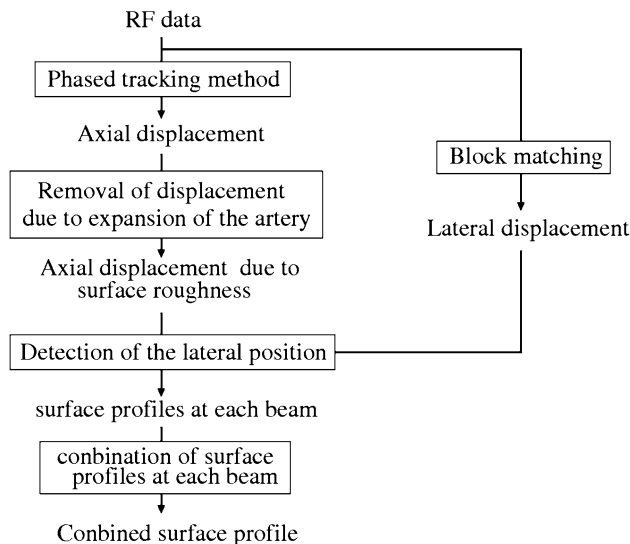 RF data
Phased tracking method
Axial displacement
Removal of displacement
due to expansion of the artery
Axial displacement due to
surface roughness
Block matching
Lateral displacement
Detection of the lateral position
surface profiles at each beam
conbination of surface
profiles at each beam
Conbined surface profile